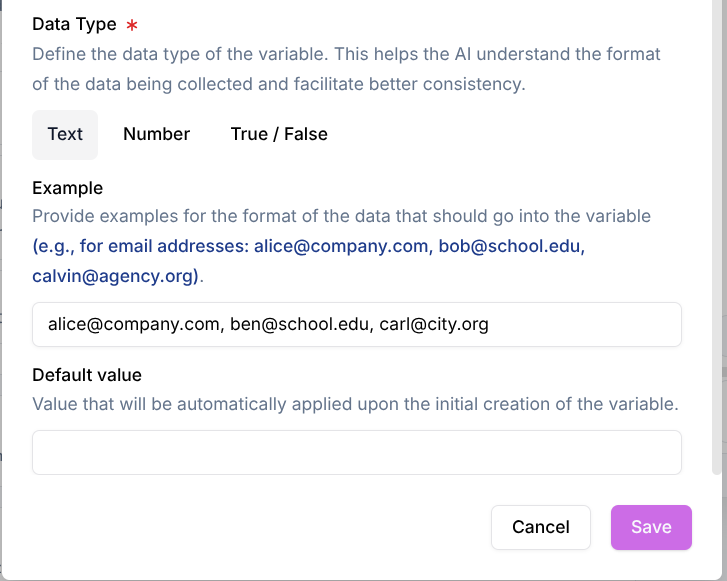 Data Type *
Define the data type of the variable. This helps the AI understand the format
of the data being collected and facilitate better consistency.
Text Number True / False
Example
Provide examples for the format of the data that should go into the variable
(e.g., for email addresses: alice@company.com, bob@school.edu,
calvin@agency.org).
alice@company.com, ben@school.edu, carl@city.org
Default value
Value that will be automatically applied upon the initial creation of the variable.
Cancel Save